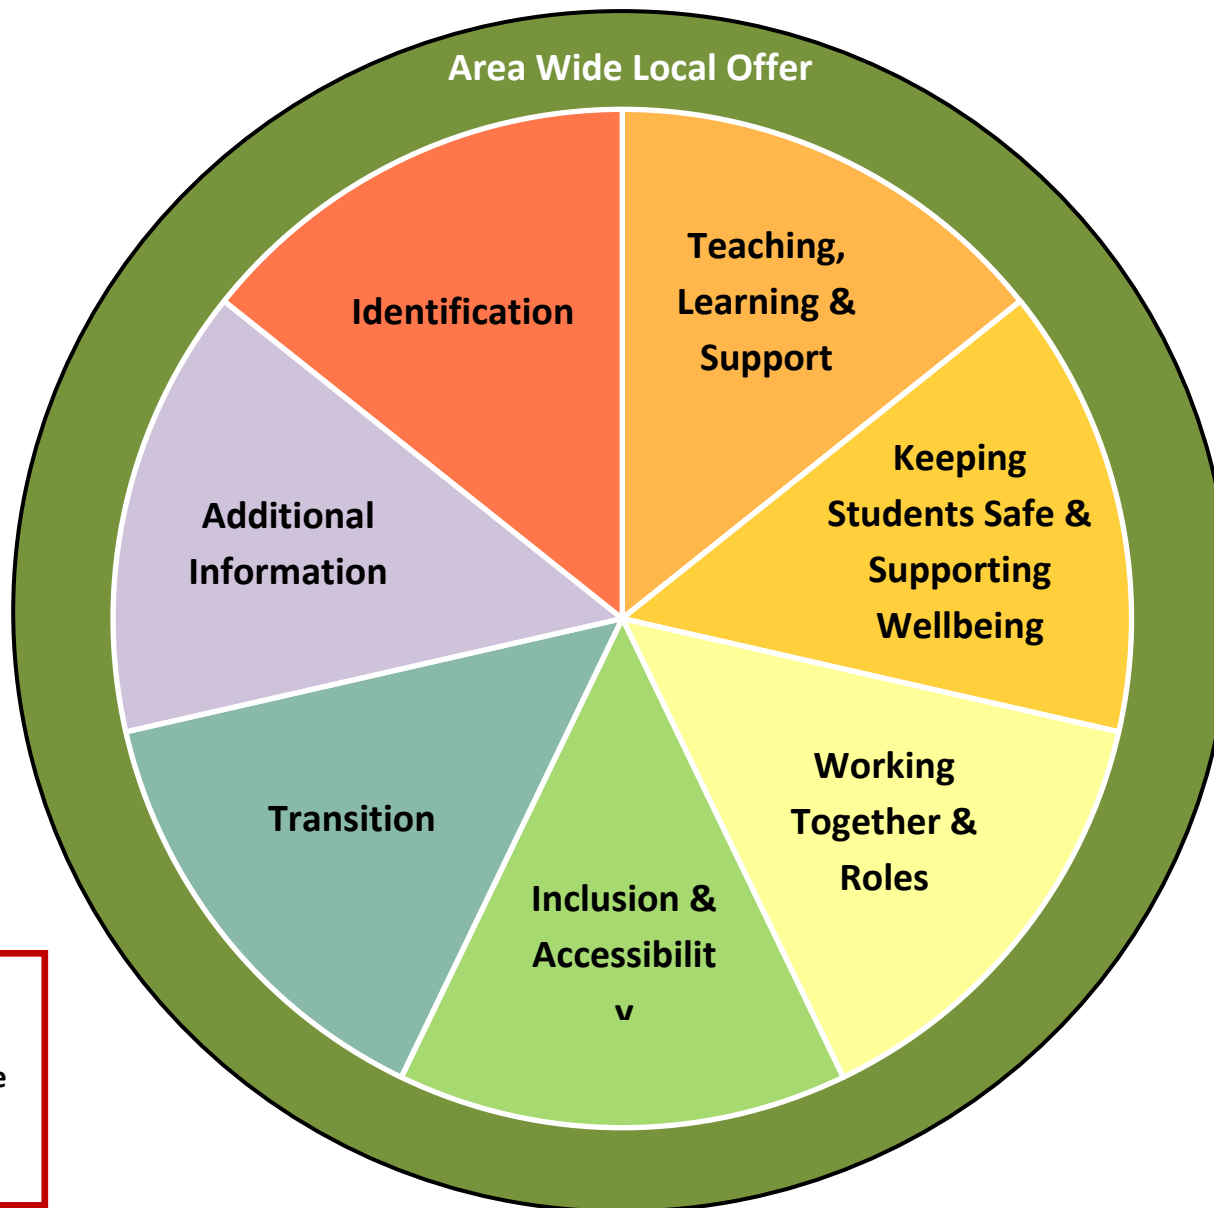 Area Wide Local Offer
Identification
Teaching,
Learning &
Support
Keeping
Students Safe &
Supporting
Wellbeing
Working
Together &
Roles
Inclusion &
Accessibilit
y
Transition
Additional
Information
e